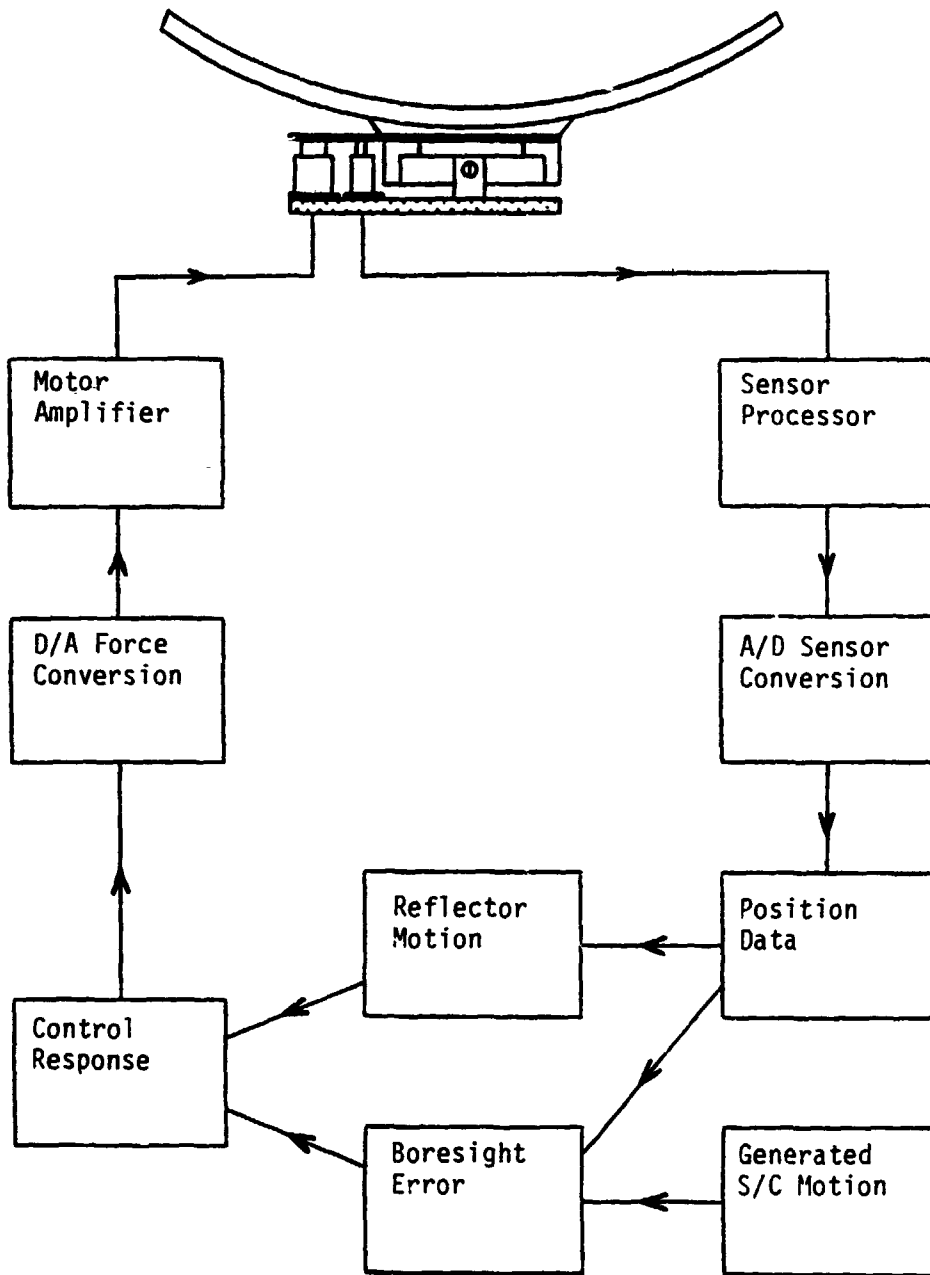 Motor
Amplifier
Sensor
Processor
D/A Force
Conversion
A/D Sensor
Conversion
Reflector
Motion
Position
Data
Control
Response
Boresight
Error
Generated
S/C Motion